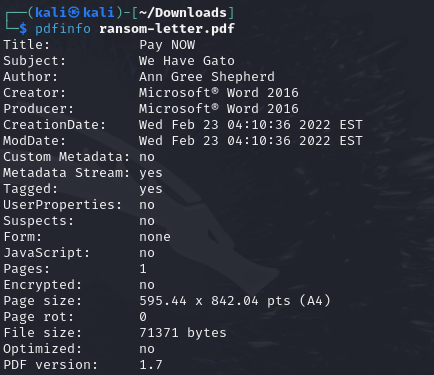 ┌──(kali㉿kali)-[~/Downloads]
└─$ pdfinfo ransom-letter.pdf
Title:           Pay NOW
Subject:         We Have Gato
Author:          Ann Gree Shepherd
Creator:         Microsoft® Word 2016
Producer:        Microsoft® Word 2016
CreationDate:    Wed Feb 23 04:10:36 2022 EST
ModDate:         Wed Feb 23 04:10:36 2022 EST
Custom Metadata: no
Metadata Stream: yes
Tagged:          yes
UserProperties:  no
Suspects:        no
Form:            none
JavaScript:      no
Pages:           1
Encrypted:       no
Page size:       595.44 x 842.04 pts (A4)
Page rot:        0
File size:       71371 bytes
Optimized:       no
PDF version:     1.7